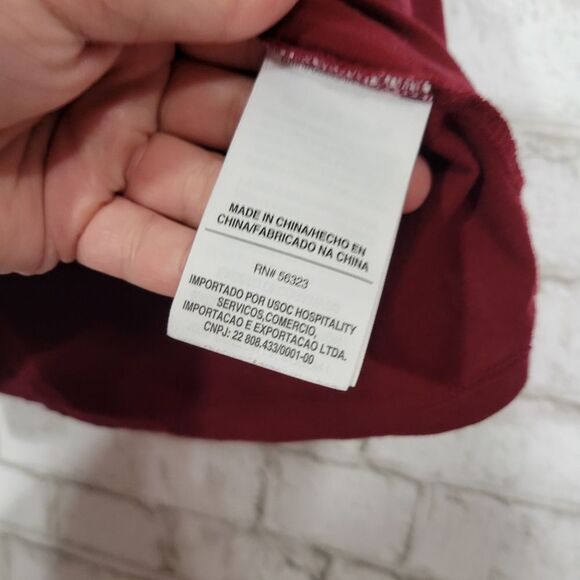 MADE IN CHINA/HECHO EN
CHINA/FABRICADO NA CHINA
RN# 56323
IMPORTADO POR USOC HOSPITALITY
SERVICOS,COMERCIO,
IMPORTACAO E EXPORTACAO LTDA.
CNPJ: 22 808.433/0001-00